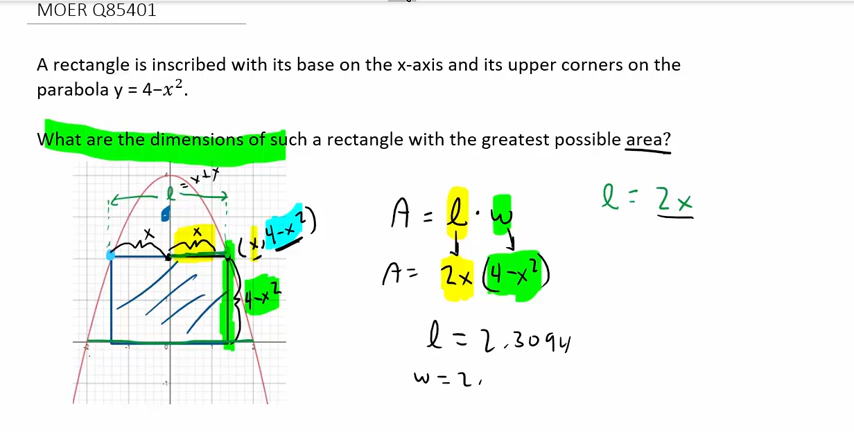 MOER Q85401
A rectangle is inscribed with its base on the x-axis and its upper corners on the
parabola y = 4−x².
What are the dimensions of such a rectangle with the greatest possible area?
l = x+x
x x (x, 4-x²)
4-x²
A = l · w
A = 2x (4-x²)
l = 2x
l = 2.3094
w = 2.